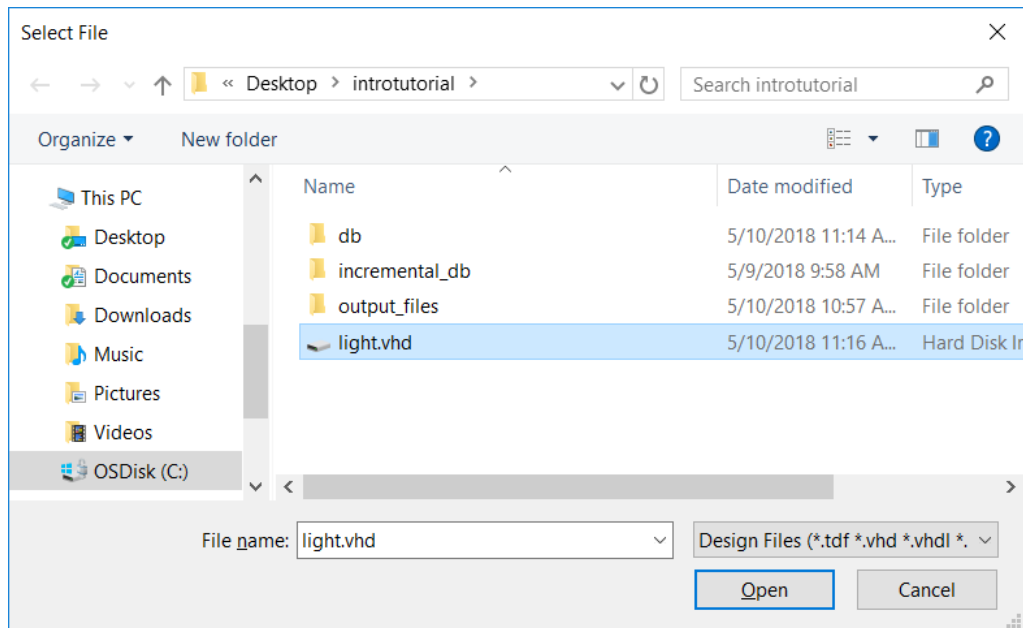 Select File
« Desktop > introtutorial >
Search introtutorial
Organize
New folder
?
Name
Date modified
Type
This PC
Desktop
Documents
Downloads
Music
Pictures
Videos
OSDisk (C:)
db 5/10/2018 11:14 A... File folder
incremental_db 5/9/2018 9:58 AM File folder
output_files 5/10/2018 10:57 A... File folder
light.vhd 5/10/2018 11:16 A... Hard Disk Ir
File name: light.vhd
Design Files (*.tdf *.vhd *.vhdl *.
Open
Cancel